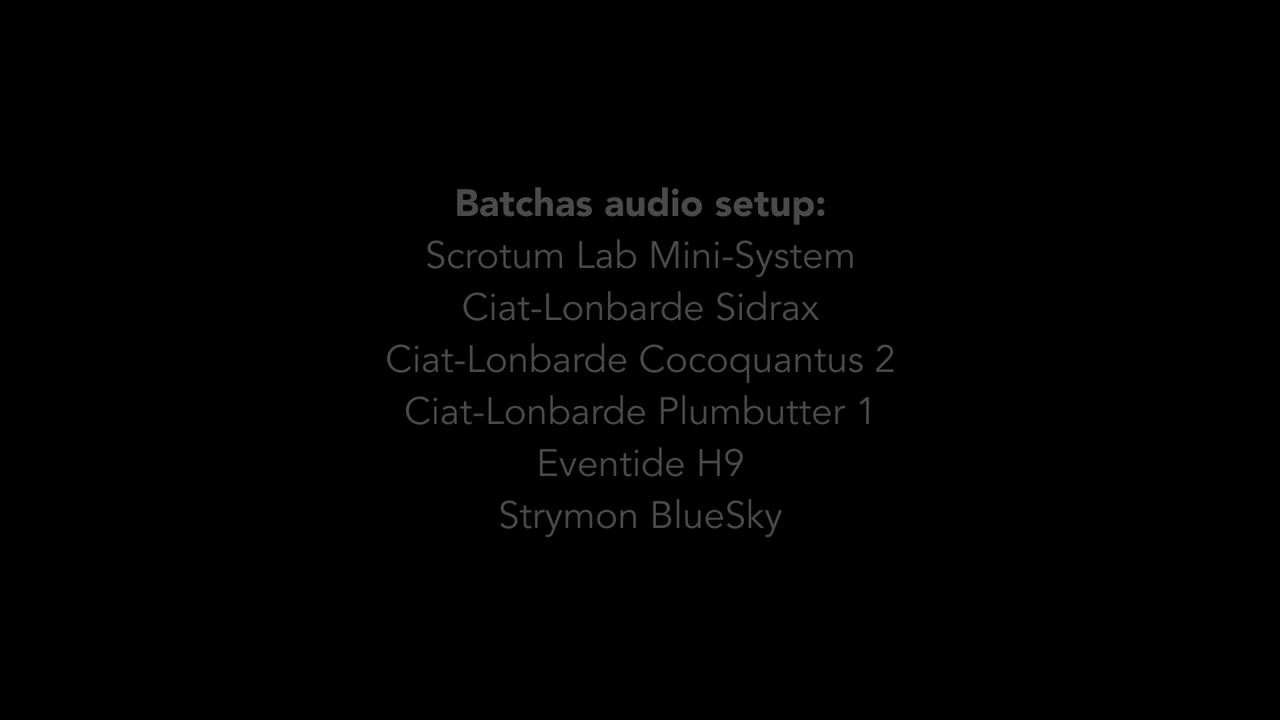 Batchas audio setup:
Scrotum Lab Mini-System
Ciat-Lonbarde Sidrax
Ciat-Lonbarde Cocoquantus 2
Ciat-Lonbarde Plumbutter 1
Eventide H9
Strymon BlueSky